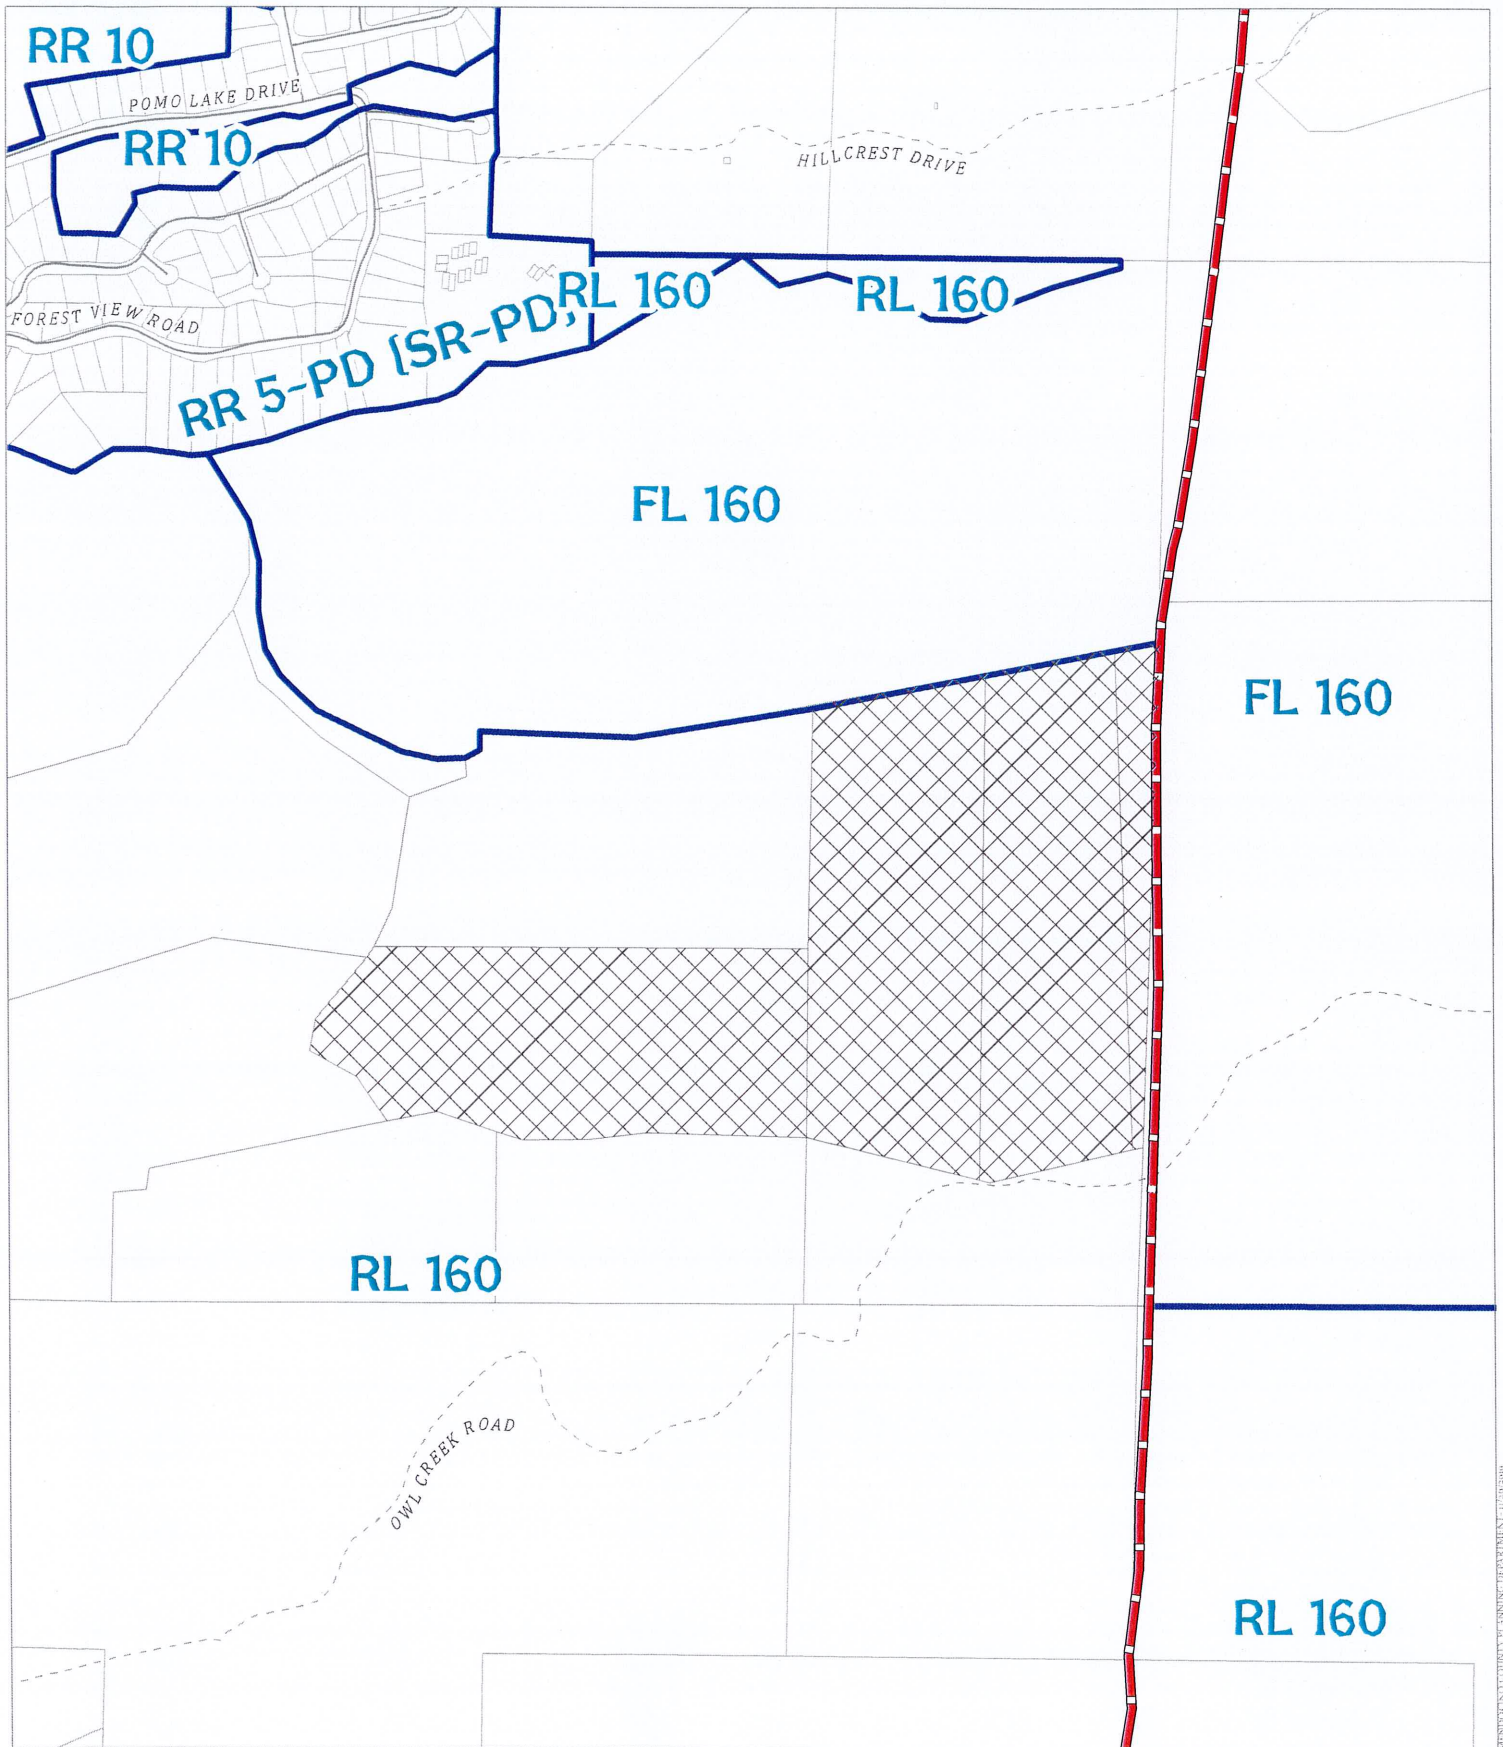 RR 10
POMO LAKE DRIVE
RR 10
HILLCREST DRIVE
RL 160
RL 160
FOREST VIEW ROAD
RR 5-PD [SR-PD,
FL 160
FL 160
RL 160
OWL CREEK ROAD
RL 160